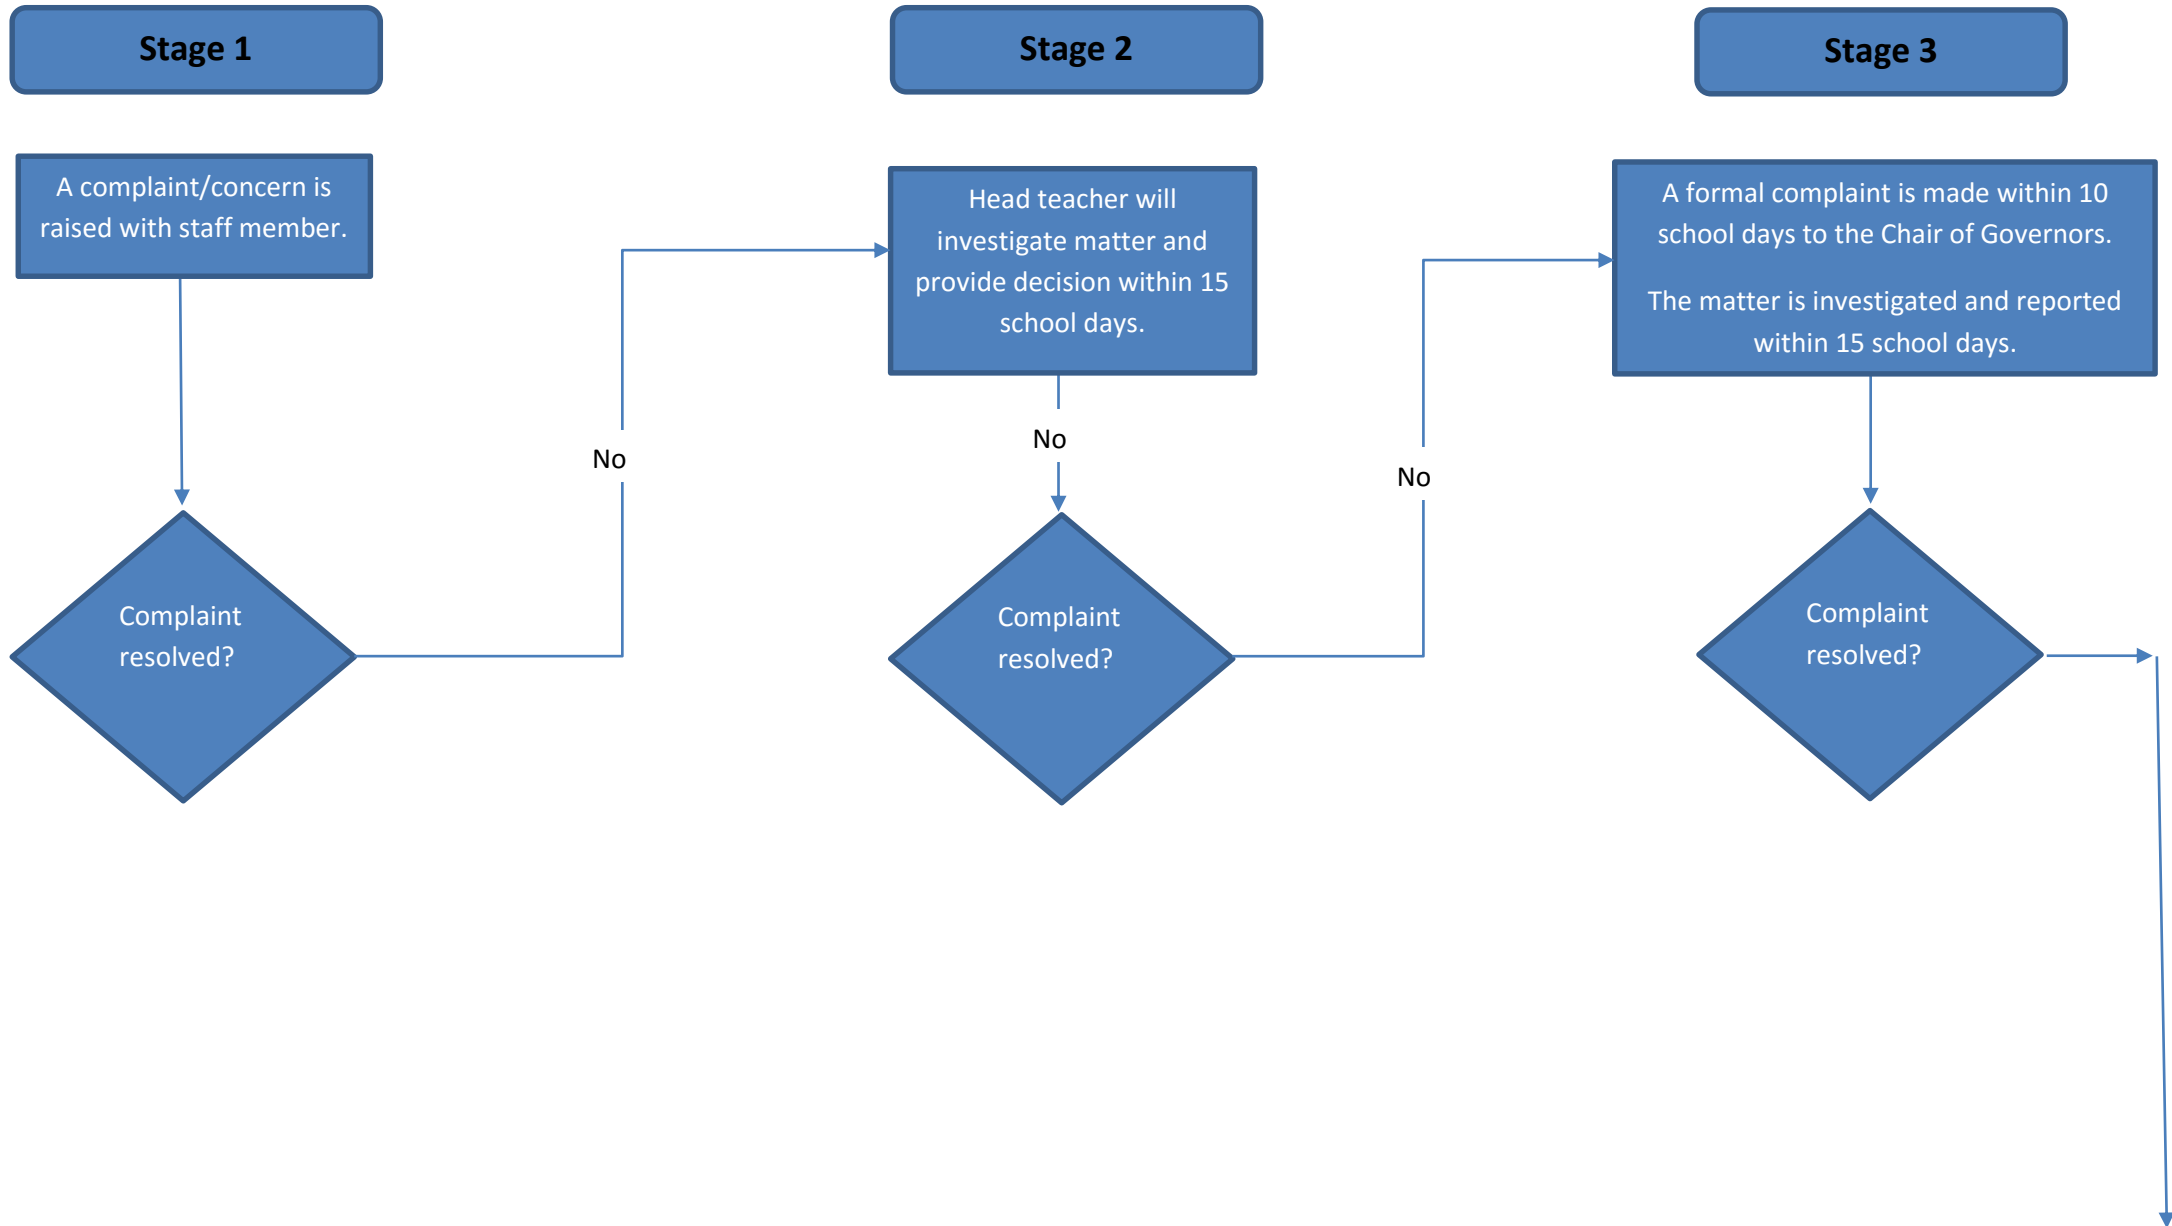 Stage 1
Stage 2
Stage 3
A complaint/concern is
raised with staff member.
Head teacher will
investigate matter and
provide decision within 15
school days.
A formal complaint is made within 10
school days to the Chair of Governors.
The matter is investigated and reported
within 15 school days.
No
No
No
Complaint
resolved?
Complaint
resolved?
Complaint
resolved?